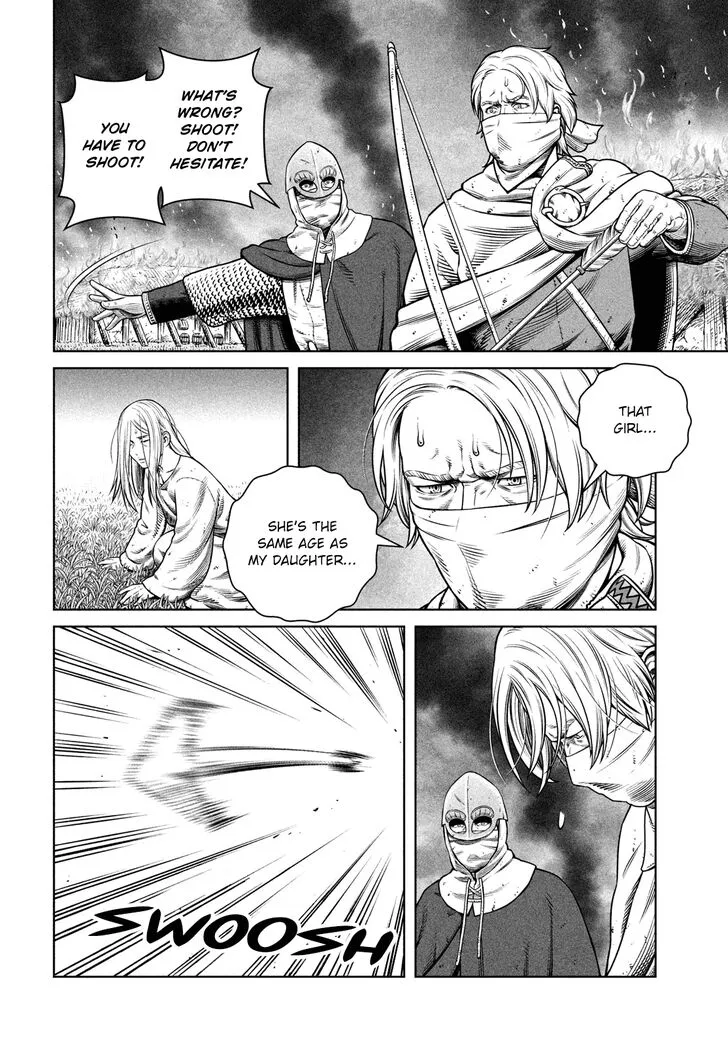 WHAT'S
WRONG?
SHOOT!
DON'T
HESITATE!
YOU
HAVE TO
SHOOT!
THAT
GIRL...
SHE'S THE
SAME AGE AS
MY DAUGHTER...
SWOOSH